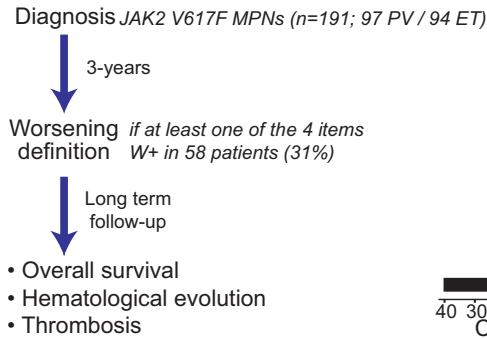 Diagnosis JAK2 V617F MPNs (n=191; 97 PV / 94 ET)
3-years
Worsening if at least one of the 4 items
definition W+ in 58 patients (31%)
Long term
follow-up
• Overall survival
• Hematological evolution
• Thrombosis
40 30